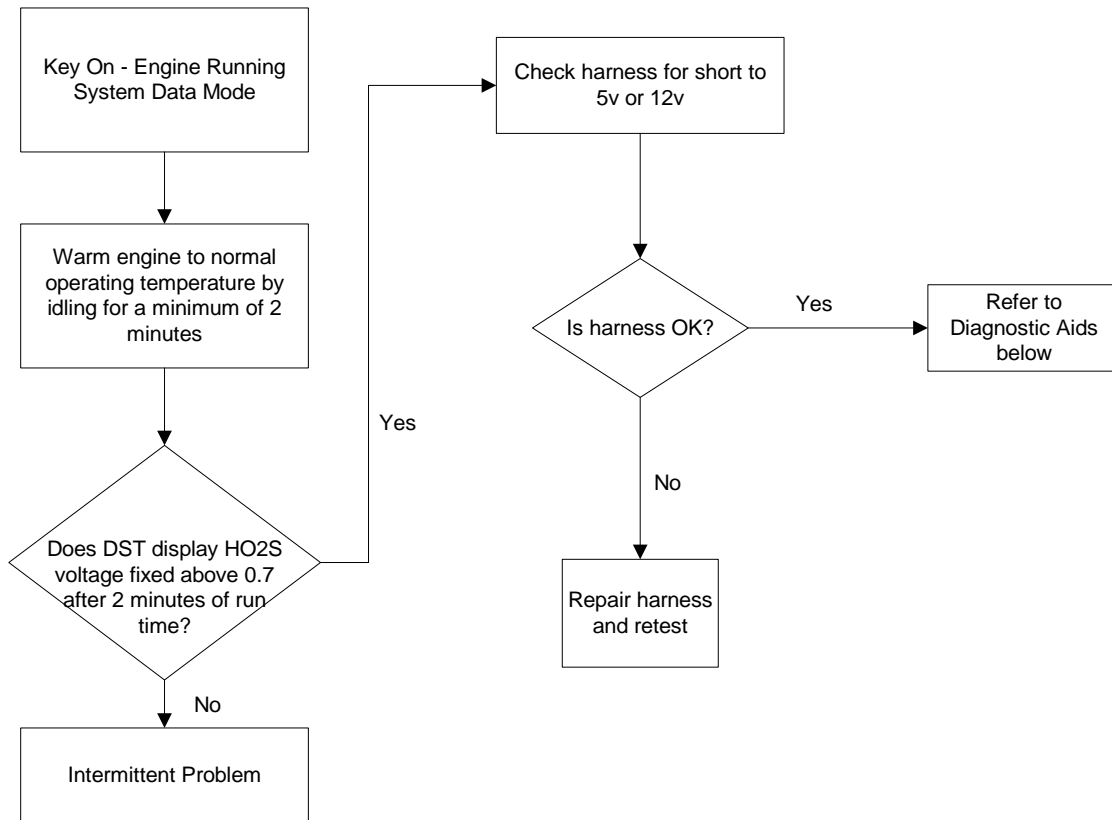 Key On - Engine Running
System Data Mode
Warm engine to normal
operating temperature by
idling for a minimum of 2
minutes
Does DST display HO2S
voltage fixed above 0.7
after 2 minutes of run
time?
No
Intermittent Problem
Yes
Check harness for short to
5v or 12v
Is harness OK?
Yes
Refer to
Diagnostic Aids
below
No
Repair harness
and retest